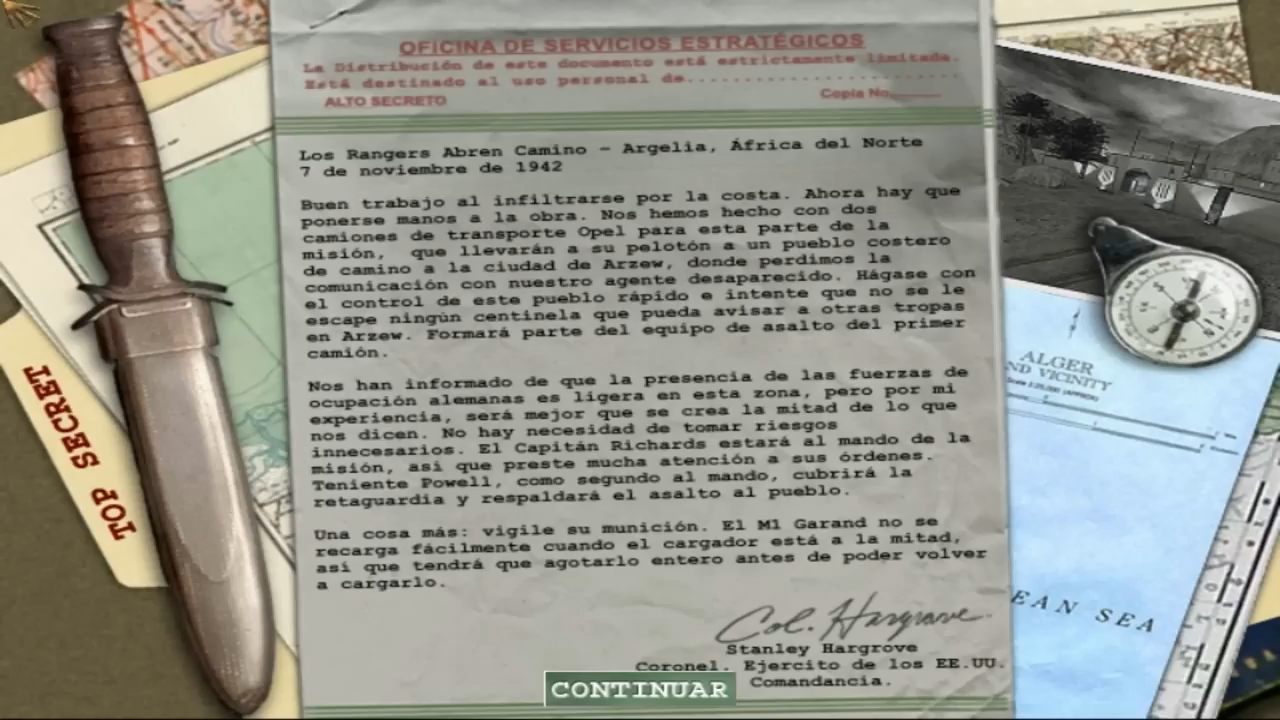 OFICINA DE SERVICIOS ESTRATÉGICOS
La Distribución de este documento está estrictamente limitada.
Está destinado al uso personal de..........................
ALTO SECRETO
Copia No.______
Los Rangers Abren Camino - Argelia, África del Norte
7 de noviembre de 1942
Buen trabajo al infiltrarse por la costa. Ahora hay que
ponerse manos a la obra. Nos hemos hecho con dos
camiones de transporte Opel para esta parte de la
misión, que llevarán a su pelotón a un pueblo costero
de camino a la ciudad de Arzew, donde perdimos la
comunicación con nuestro agente desaparecido. Hágase con
el control de este pueblo rápido e intente que no se le
escape ningún centinela que pueda avisar a otras tropas
en Arzew. Formará parte del equipo de asalto del primer
camión.
Nos han informado de que la presencia de las fuerzas de
ocupación alemanas es ligera en esta zona, pero por mi
experiencia, será mejor que se crea la mitad de lo que
nos dicen. No hay necesidad de tomar riesgos
innecesarios. El Capitán Richards estará al mando de la
misión, así que preste mucha atención a sus órdenes.
Teniente Powell, como segundo al mando, cubrirá la
retaguardia y respaldará el asalto al pueblo.
Una cosa más: vigile su munición. El M1 Garand no se
recarga fácilmente cuando el cargador está a la mitad,
así que tendrá que agotarlo entero antes de poder volver
a cargarlo.
Col. Hargrove
Stanley Hargrove
Coronel. Ejercito de los EE.UU.
Comandancia.
CONTINUAR
TOP SECRET
ALGER
ND VICINITY
EAN SEA